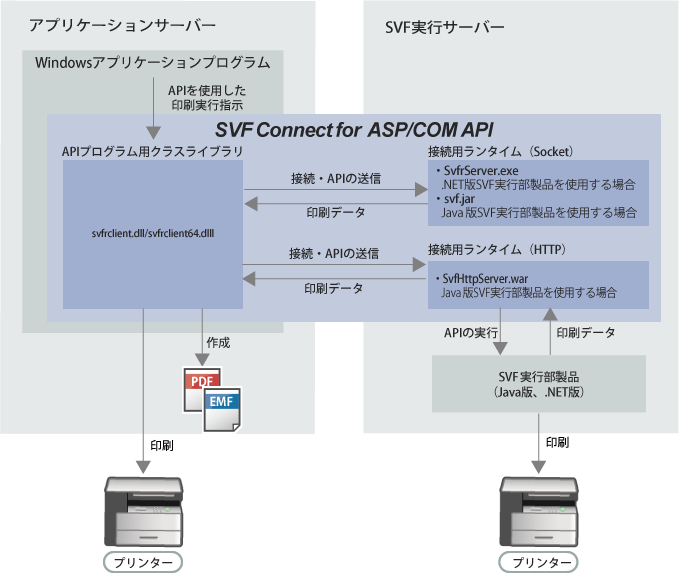 アプリケーションサーバー
SVF実行サーバー
Windowsアプリケーションプログラム
APIを使用した
印刷実行指示
SVF Connect for ASP/COM API
APIプログラム用クラスライブラリ
svfrclient.dll/svfrclient64.dlll
接続・APIの送信
印刷データ
接続・APIの送信
印刷データ
接続用ランタイム（Socket）
・SvfrServer.exe
.NET版SVF実行部製品を使用する場合
・svf.jar
Java 版SVF実行部製品を使用する場合
接続用ランタイム（HTTP）
・SvfHttpServer.war
Java 版SVF実行部製品を使用する場合
作成
PDF
EMF
APIの実行
印刷データ
SVF 実行部製品
（Java版、.NET版）
印刷
印刷
プリンター
プリンター